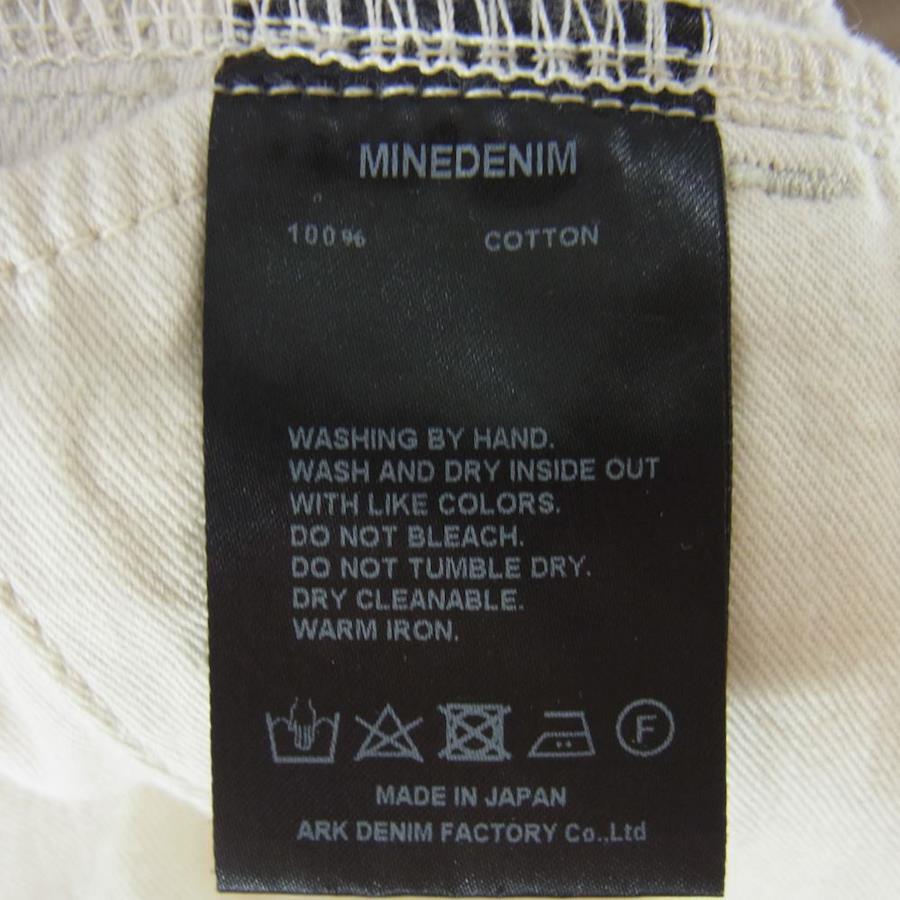 MINEDENIM
100% COTTON
WASHING BY HAND.
WASH AND DRY INSIDE OUT
WITH LIKE COLORS.
DO NOT BLEACH.
DO NOT TUMBLE DRY.
DRY CLEANABLE.
WARM IRON.
F
MADE IN JAPAN
ARK DENIM FACTORY Co.,Ltd